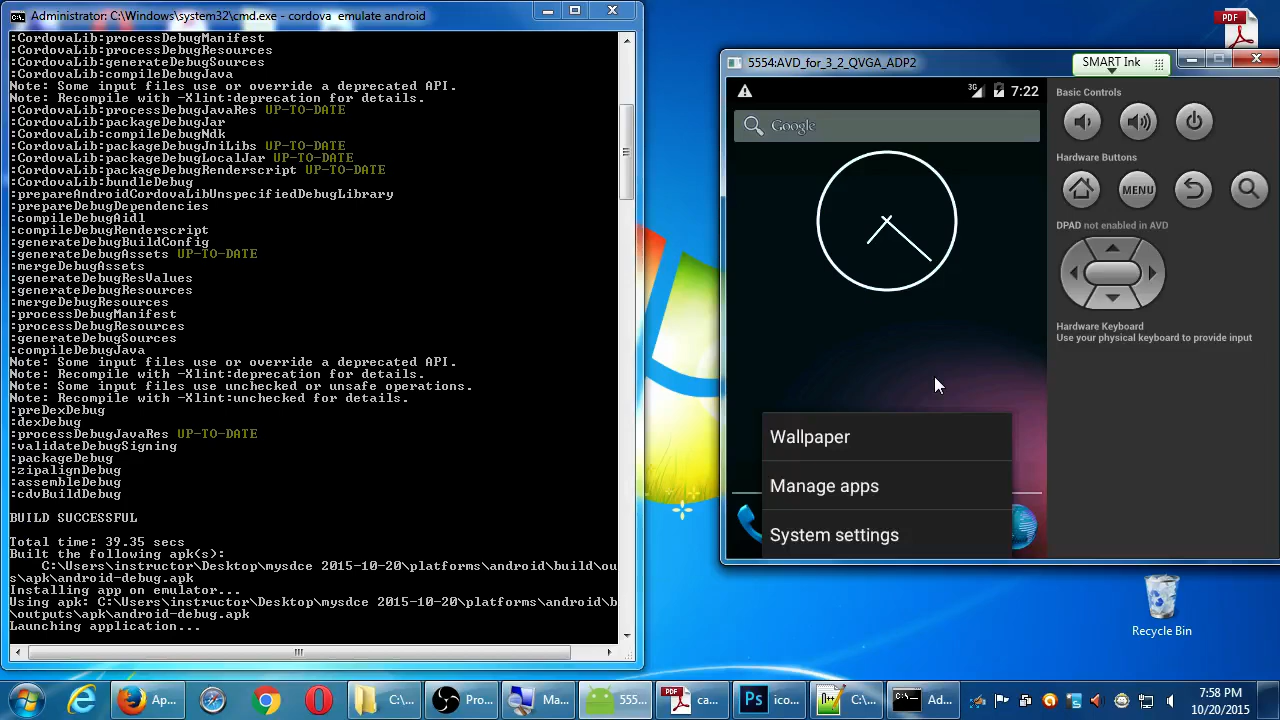 Administrator: C:\Windows\system32\cmd.exe - cordova  emulate android
:CordovaLib:processDebugManifest
:CordovaLib:processDebugResources
:CordovaLib:generateDebugSources
:CordovaLib:compileDebugJava
Note: Some input files use or override a deprecated API.
Note: Recompile with -Xlint:deprecation for details.
:CordovaLib:processDebugJavaRes UP-TO-DATE
:CordovaLib:packageDebugJar
:CordovaLib:compileDebugNdk
:CordovaLib:packageDebugJniLibs UP-TO-DATE
:CordovaLib:packageDebugLocalJar UP-TO-DATE
:CordovaLib:packageDebugRenderscript UP-TO-DATE
:CordovaLib:bundleDebug
:prepareAndroidCordovaLibUnspecifiedDebugLibrary
:prepareDebugDependencies
:compileDebugAidl
:compileDebugRenderscript
:generateDebugBuildConfig
:generateDebugAssets UP-TO-DATE
:mergeDebugAssets
:generateDebugResValues
:generateDebugResources
:mergeDebugResources
:processDebugManifest
:processDebugResources
:generateDebugSources
:compileDebugJava
Note: Some input files use or override a deprecated API.
Note: Recompile with -Xlint:deprecation for details.
Note: Some input files use unchecked or unsafe operations.
Note: Recompile with -Xlint:unchecked for details.
:preDexDebug
:dexDebug
:processDebugJavaRes UP-TO-DATE
:validateDebugSigning
:packageDebug
:zipalignDebug
:assembleDebug
:cdvBuildDebug
BUILD SUCCESSFUL
Total time: 39.35 secs
Built the following apk(s):
C:\Users\instructor\Desktop\mysdce 2015-10-20\platforms\android\build\ou
s\apk\android-debug.apk
Installing app on emulator...
Using apk: C:\Users\instructor\Desktop\mysdce 2015-10-20\platforms\android\b
outputs\apk\android-debug.apk
Launching application...
5554:AVD_for_3_2_QVGA_ADP2
SMART Ink
3G 7:22
Google
Wallpaper
Manage apps
System settings
Basic Controls
Hardware Buttons
MENU
DPAD not enabled in AVD
Hardware Keyboard
Use your physical keyboard to provide input
PDF
Recycle Bin
Ap...
C:\...
Pro...
Ma...
555...
PDF
ca...
Ps
ico...
C:\...
Ad...
7:58 PM
10/20/2015